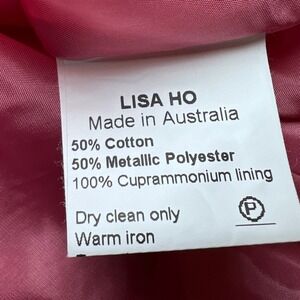 LISA HO
Made in Australia
50% Cotton
50% Metallic Polyester
100% Cuprammonium lining
Dry clean only
P
Warm iron